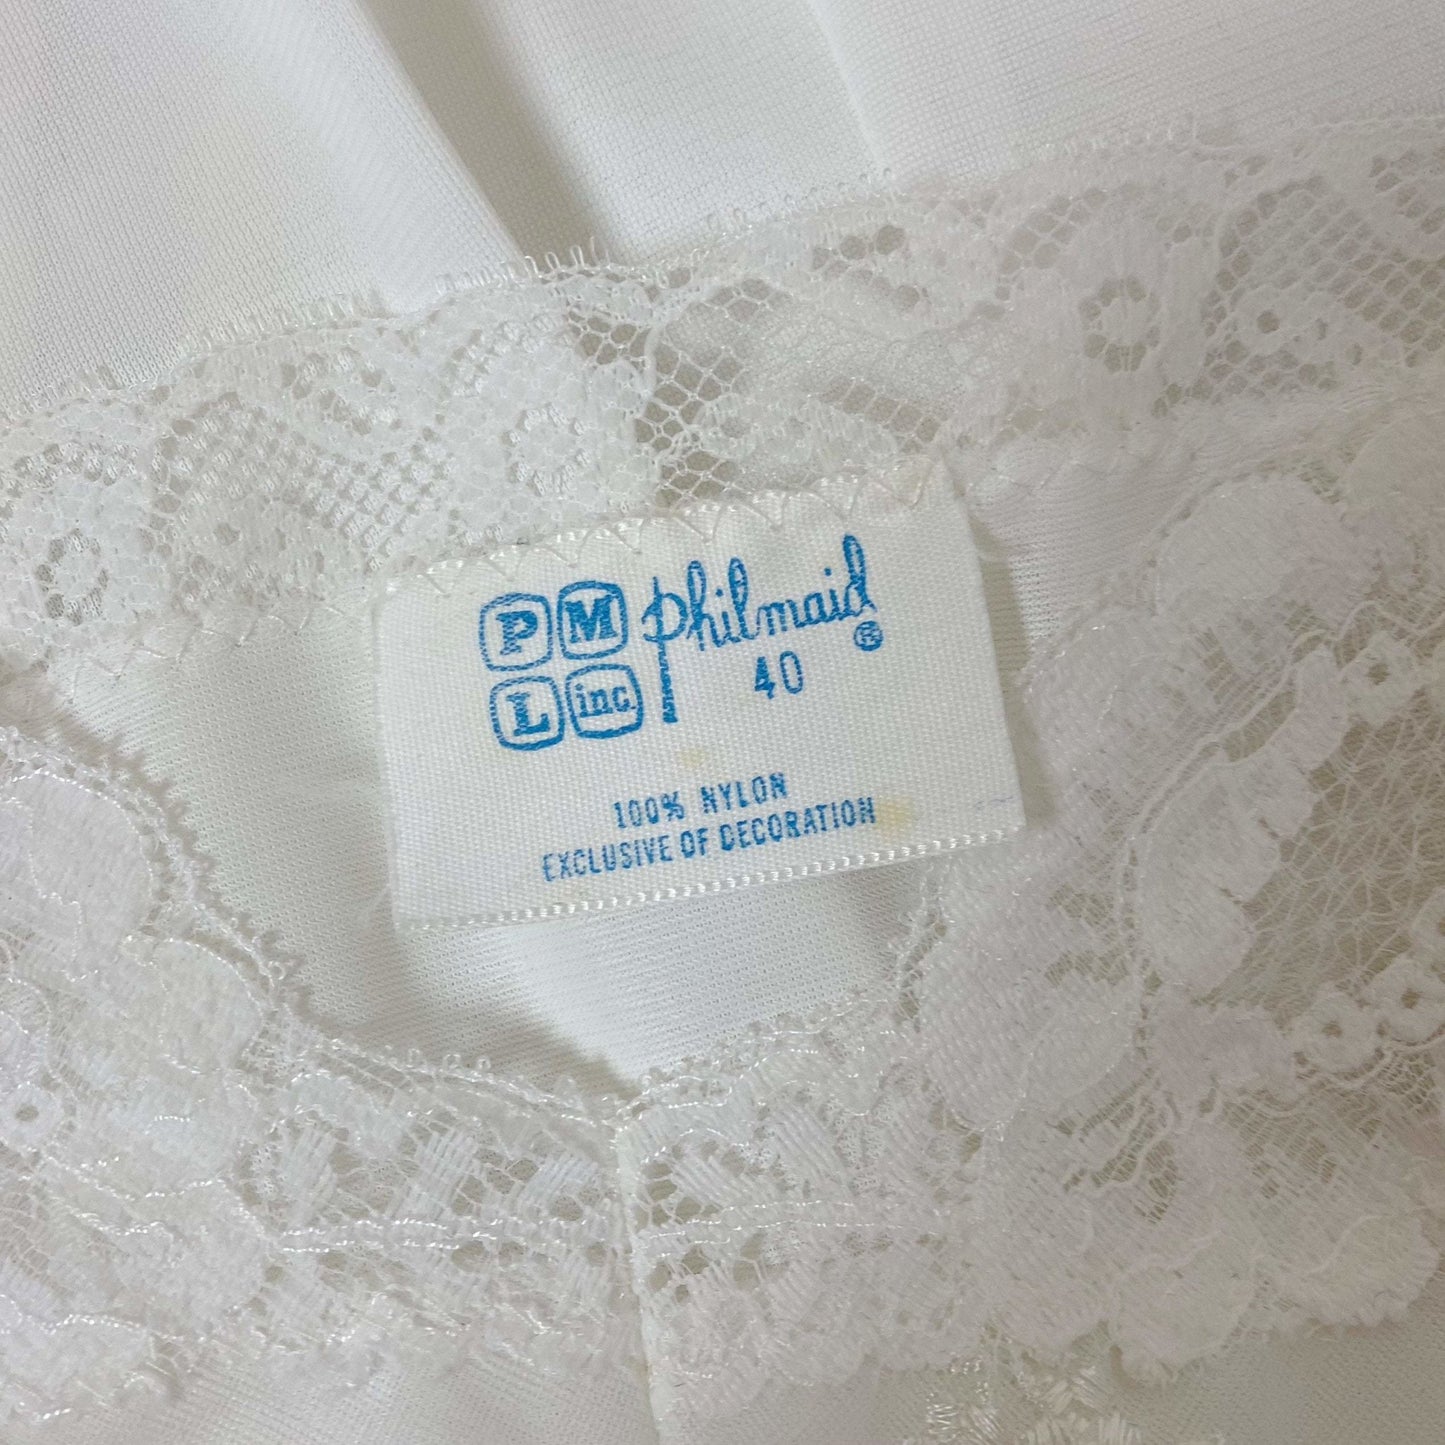 P M philmaid ®
L inc. 40
100% NYLON
EXCLUSIVE OF DECORATION